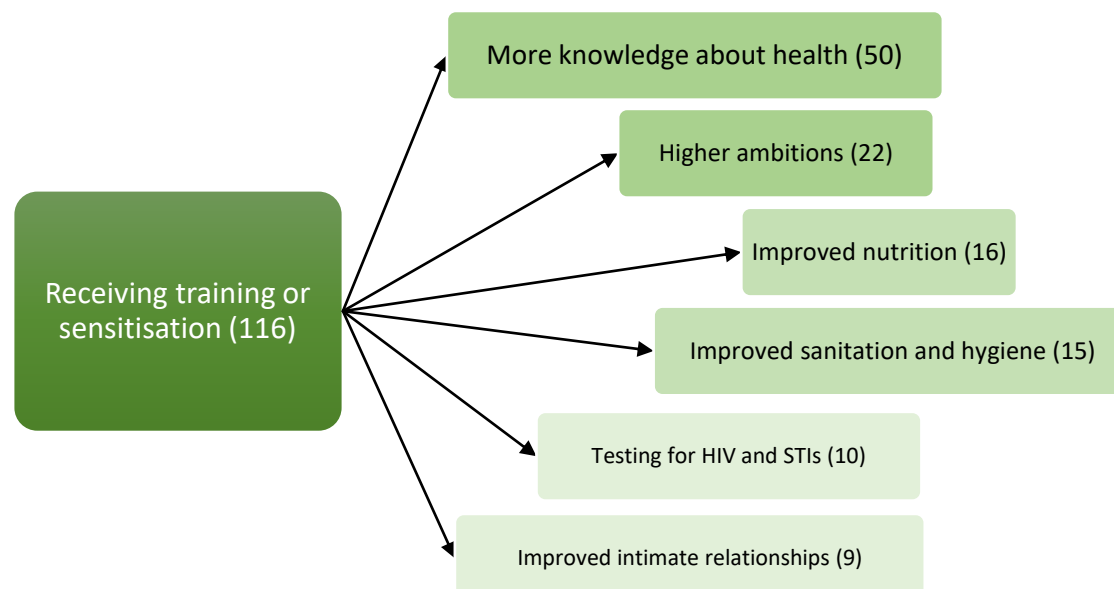 More knowledge about health (50)
Higher ambitions (22)
Improved nutrition (16)
Receiving training or
sensitisation (116)
Improved sanitation and hygiene (15)
Testing for HIV and STIs (10)
Improved intimate relationships (9)